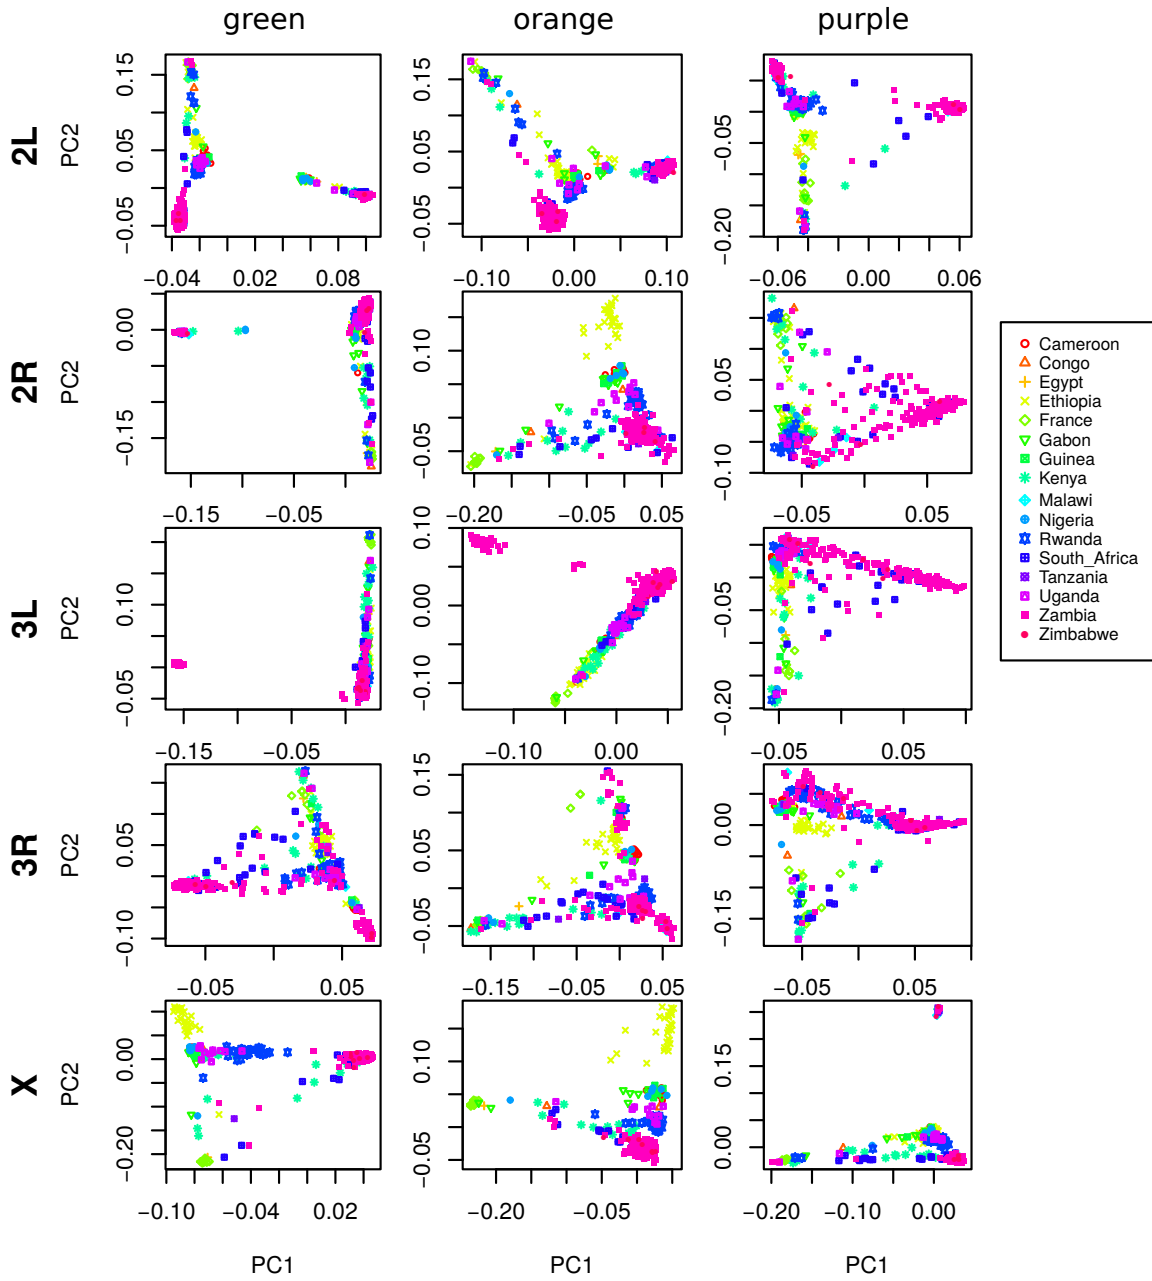 green orange purple
2L
PC2
0.15
0.05
−0.05
0.15
0.05
−0.05
−0.05
−0.20
−0.04 0.02 0.08
−0.10 0.00 0.10
−0.06 0.00 0.06
2R
PC2
0.00
−0.15
0.10
−0.05
0.05
−0.10
−0.15 −0.05
−0.20 −0.05 0.05
−0.05 0.05
3L
PC2
0.10
−0.05
0.10
0.00
−0.10
−0.05
−0.20
−0.15 −0.05
−0.10 0.00
−0.05 0.05
3R
PC2
0.05
−0.10
0.15
0.05
−0.05
0.00
−0.15
−0.05 0.05
−0.15 −0.05 0.05
−0.05 0.05
X
PC2
0.00
−0.20
0.10
−0.05
0.15
0.00
−0.10 −0.04 0.02
−0.20 −0.05
−0.20 −0.10 0.00
PC1 PC1 PC1
Cameroon
Congo
Egypt
Ethiopia
France
Gabon
Guinea
Kenya
Malawi
Nigeria
Rwanda
South_Africa
Tanzania
Uganda
Zambia
Zimbabwe